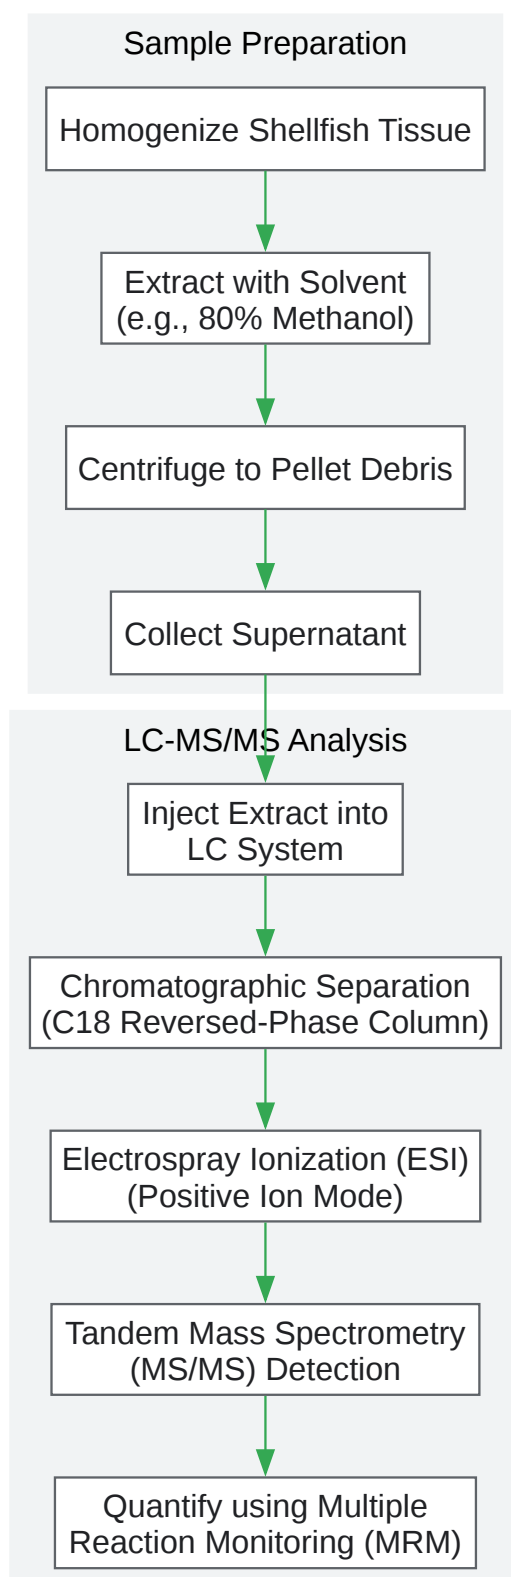 Sample Preparation
Homogenize Shellfish Tissue
Extract with Solvent
(e.g., 80% Methanol)
Centrifuge to Pellet Debris
Collect Supernatant
LC-MS/MS Analysis
Inject Extract into
LC System
Chromatographic Separation
(C18 Reversed-Phase Column)
Electrospray Ionization (ESI)
(Positive Ion Mode)
Tandem Mass Spectrometry
(MS/MS) Detection
Quantify using Multiple
Reaction Monitoring (MRM)